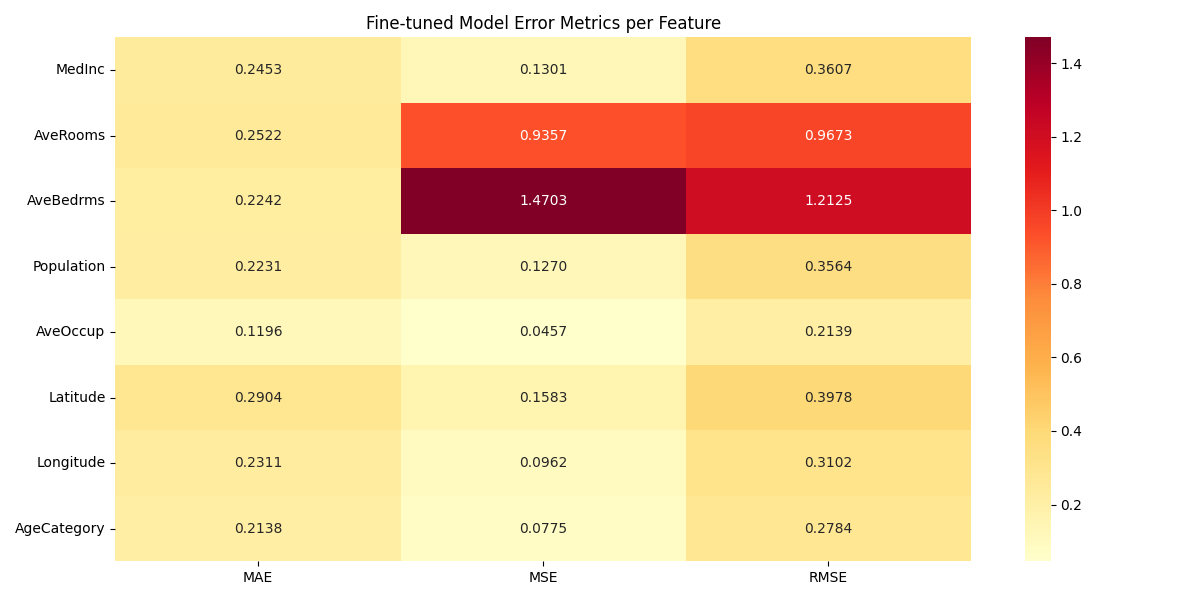 Fine-tuned Model Error Metrics per Feature
MedInc 0.2453 0.1301 0.3607
AveRooms 0.2522 0.9357 0.9673
AveBedrms 0.2242 1.4703 1.2125
Population 0.2231 0.1270 0.3564
AveOccup 0.1196 0.0457 0.2139
Latitude 0.2904 0.1583 0.3978
Longitude 0.2311 0.0962 0.3102
AgeCategory 0.2138 0.0775 0.2784
MAE MSE RMSE
1.4
1.2
1.0
0.8
0.6
0.4
0.2